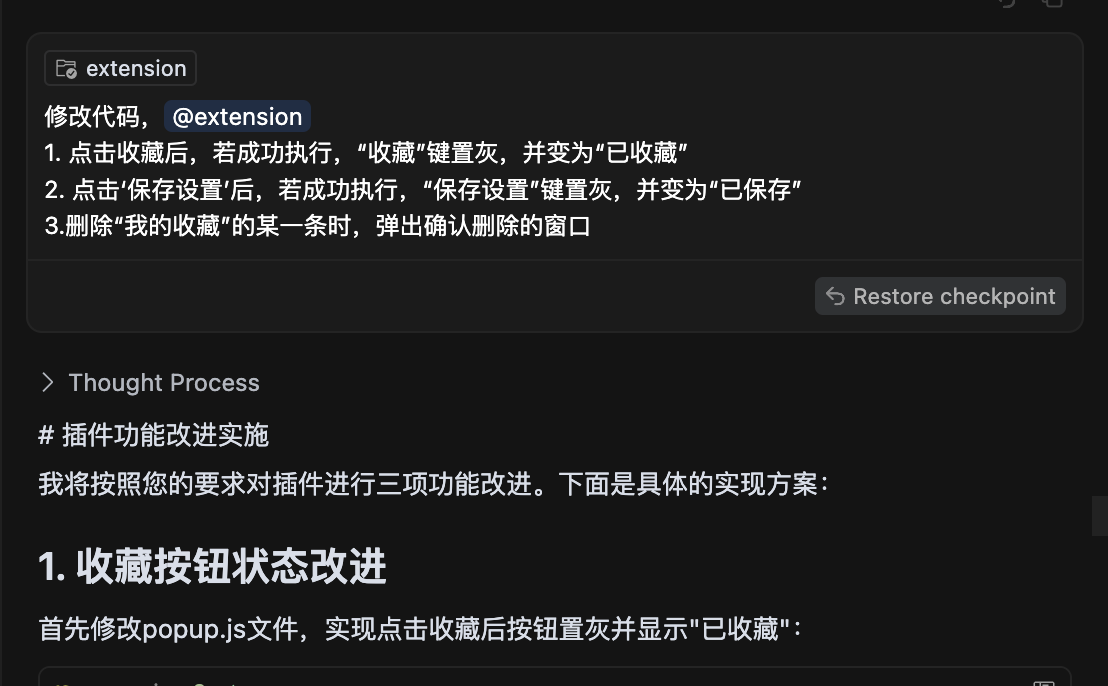 extension
修改代码， @extension
1. 点击收藏后，若成功执行，“收藏”键置灰，并变为“已收藏”
2. 点击‘保存设置’后，若成功执行，“保存设置”键置灰，并变为“已保存”
3.删除“我的收藏”的某一条时，弹出确认删除的窗口
Restore checkpoint
Thought Process
# 插件功能改进实施
我将按照您的要求对插件进行三项功能改进。下面是具体的实现方案：
1. 收藏按钮状态改进
首先修改popup.js文件，实现点击收藏后按钮置灰并显示"已收藏"：